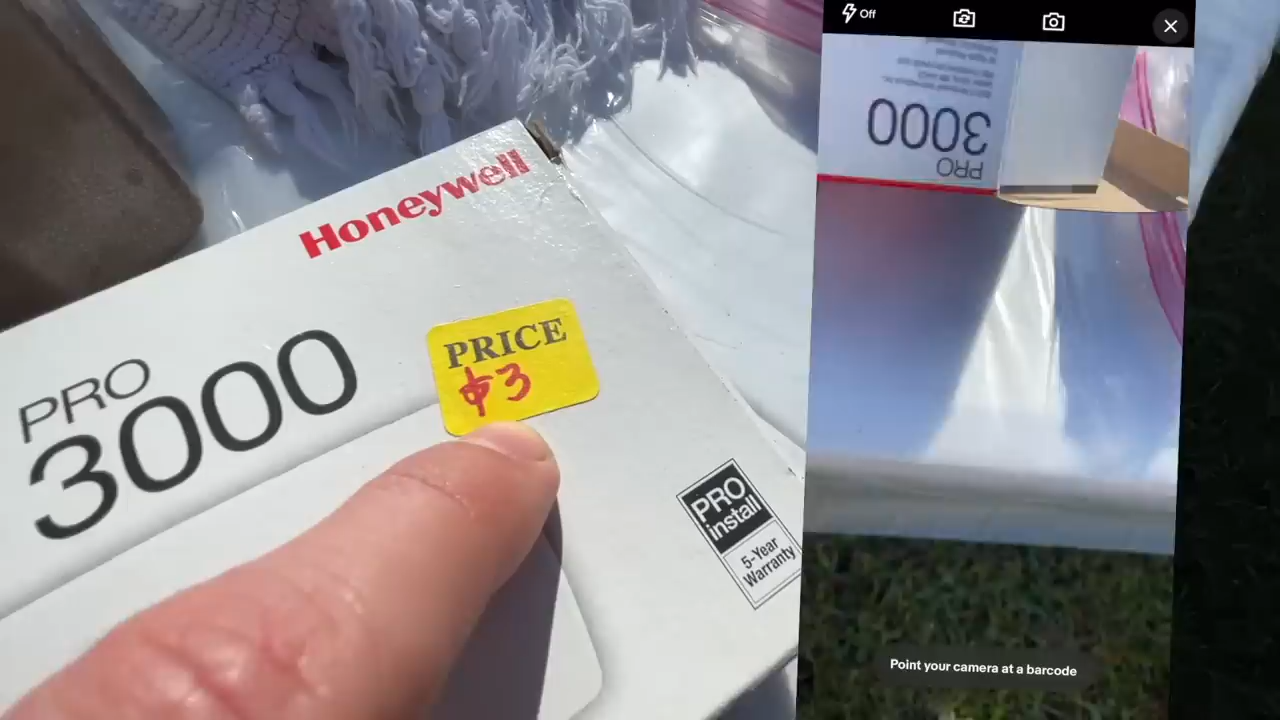 Honeywell
PRO
3000
PRICE
$3
PRO
install
5-Year
Warranty
Off
3000
PRO
Point your camera at a barcode